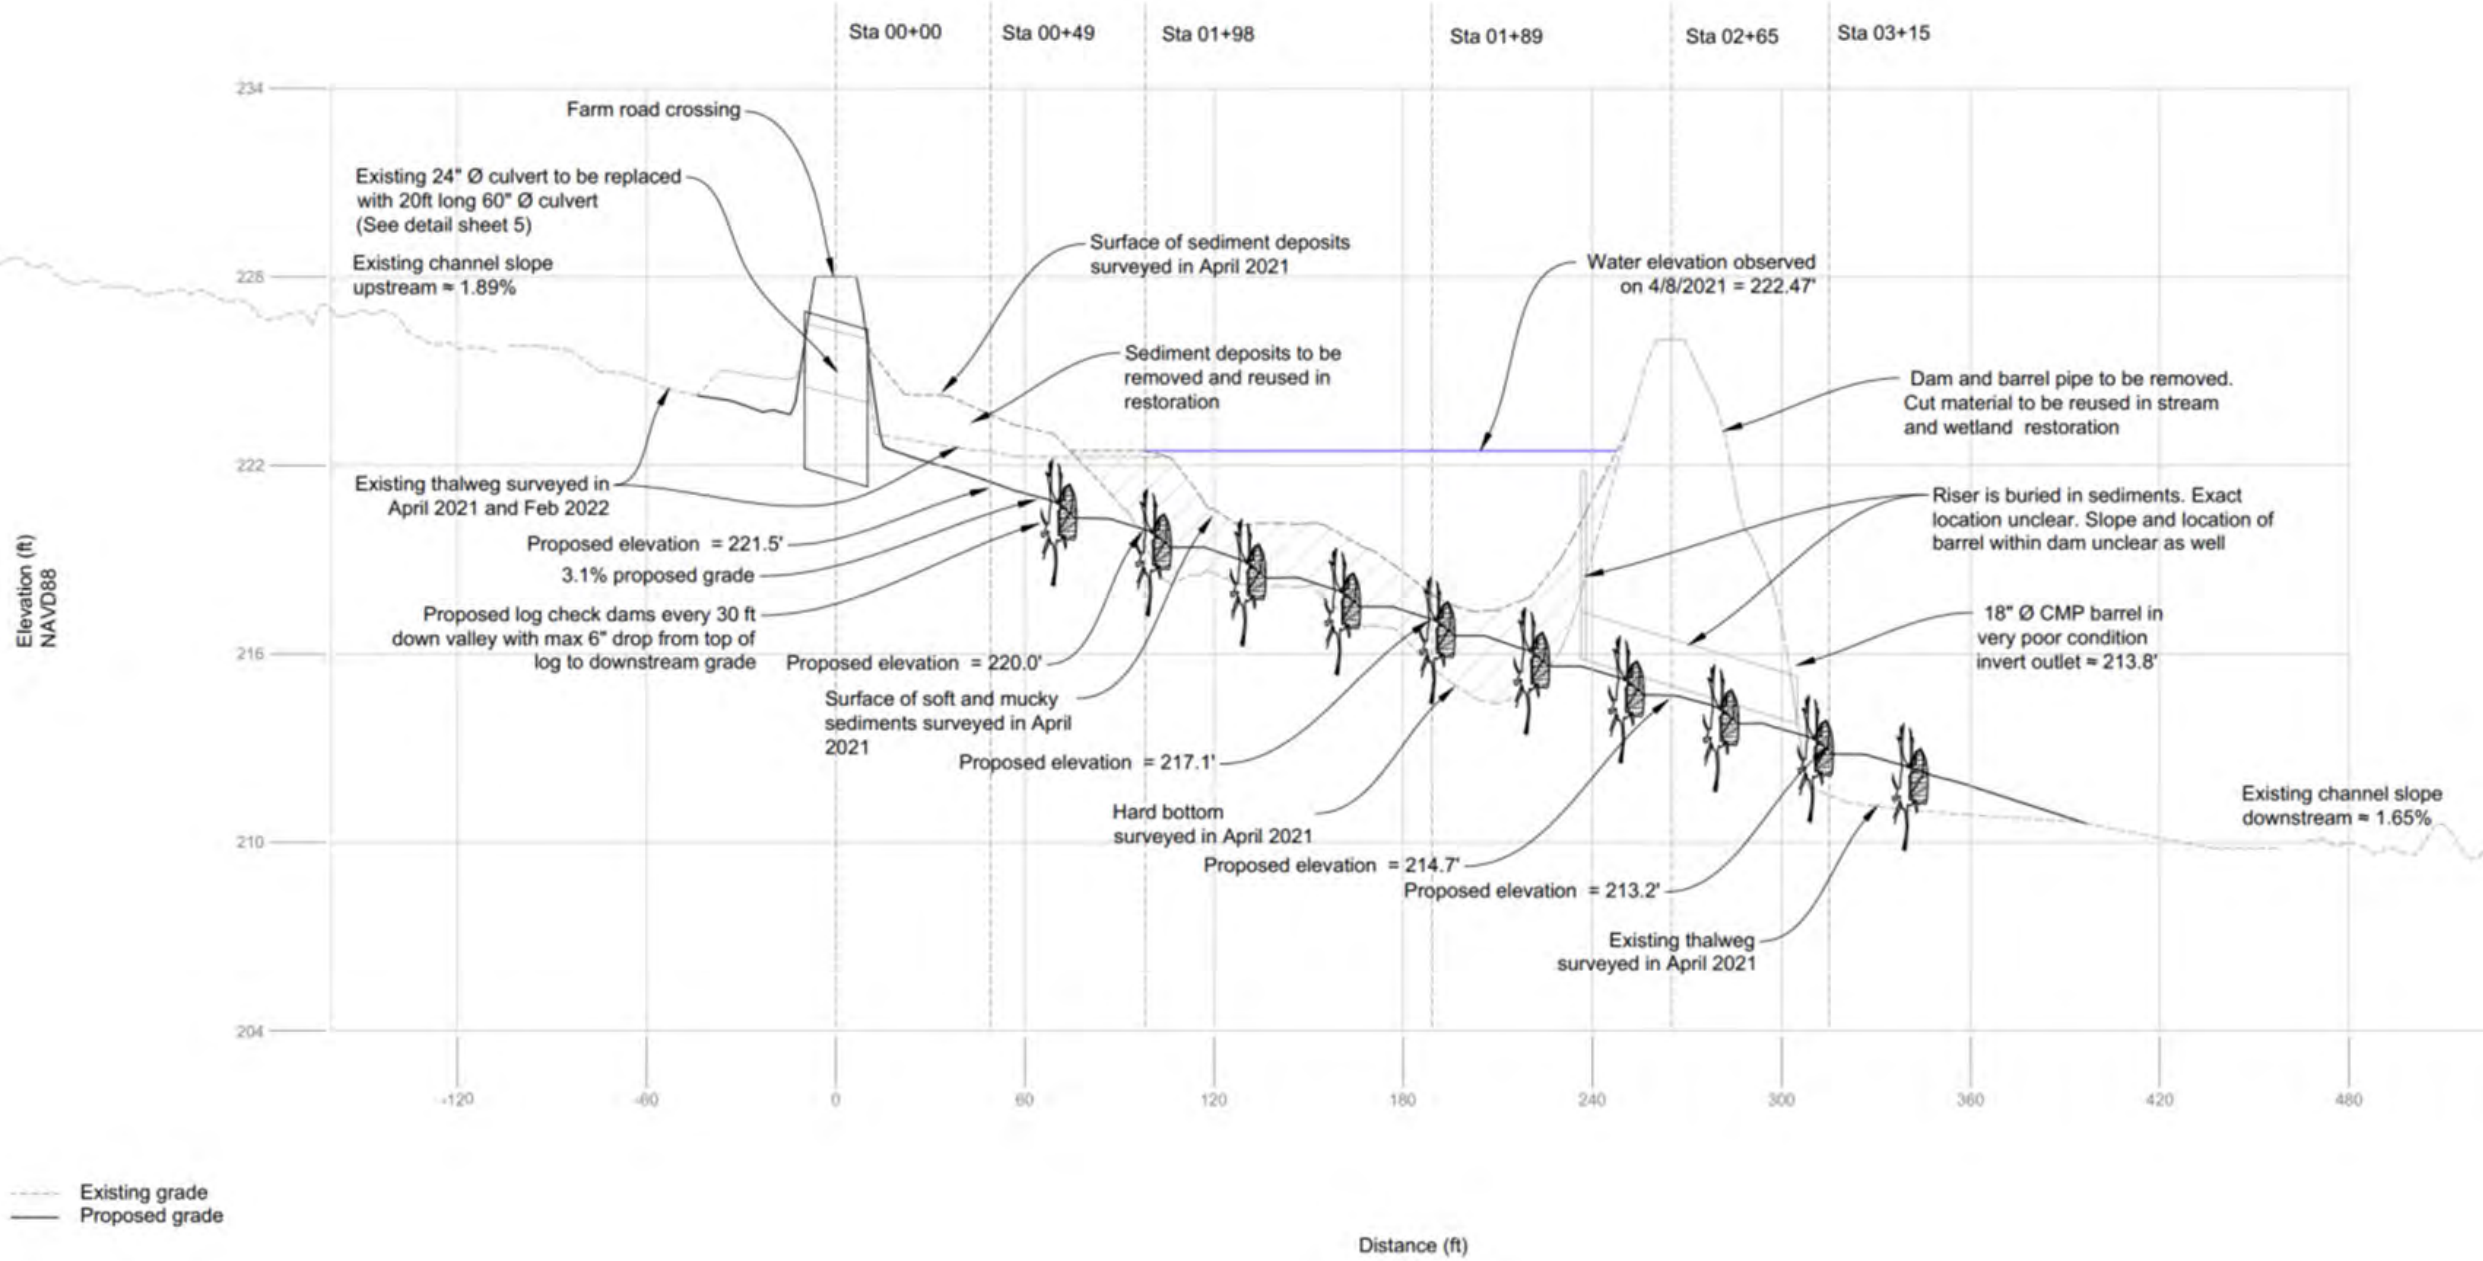 Sta 00+00
Sta 00+49
Sta 01+98
Sta 01+89
Sta 02+65
Sta 03+15
234
Farm road crossing
Existing 24" Ø culvert to be replaced
with 20ft long 60" Ø culvert
(See detail sheet 5)
Existing channel slope
upstream ≈ 1.89%
Surface of sediment deposits
surveyed in April 2021
Water elevation observed
on 4/8/2021 = 222.47'
228
Sediment deposits to be
removed and reused in
restoration
Dam and barrel pipe to be removed.
Cut material to be reused in stream
and wetland restoration
222
Existing thalweg surveyed in
April 2021 and Feb 2022
Riser is buried in sediments. Exact
location unclear. Slope and location of
barrel within dam unclear as well
Proposed elevation = 221.5'
3.1% proposed grade
Proposed log check dams every 30 ft
down valley with max 6" drop from top of
log to downstream grade
Elevation (ft)
NAVD88
18" Ø CMP barrel in
very poor condition
invert outlet ≈ 213.8'
216
Proposed elevation = 220.0'
Surface of soft and mucky
sediments surveyed in April
2021
Proposed elevation = 217.1'
Hard bottom
surveyed in April 2021
Existing channel slope
downstream ≈ 1.65%
210
Proposed elevation = 214.7'
Proposed elevation = 213.2'
Existing thalweg
surveyed in April 2021
204
-120
-60
0
60
120
180
240
300
360
420
480
Existing grade
Proposed grade
Distance (ft)